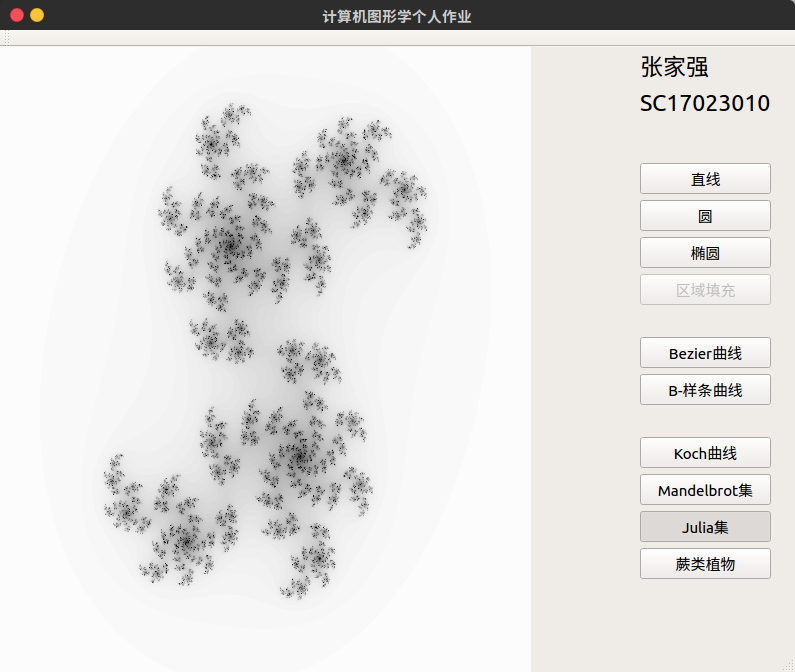 计算机图形学个人作业
张家强
SC17023010
直线
圆
椭圆
区域填充
Bezier曲线
B-样条曲线
Koch曲线
Mandelbrot集
Julia集
蕨类植物